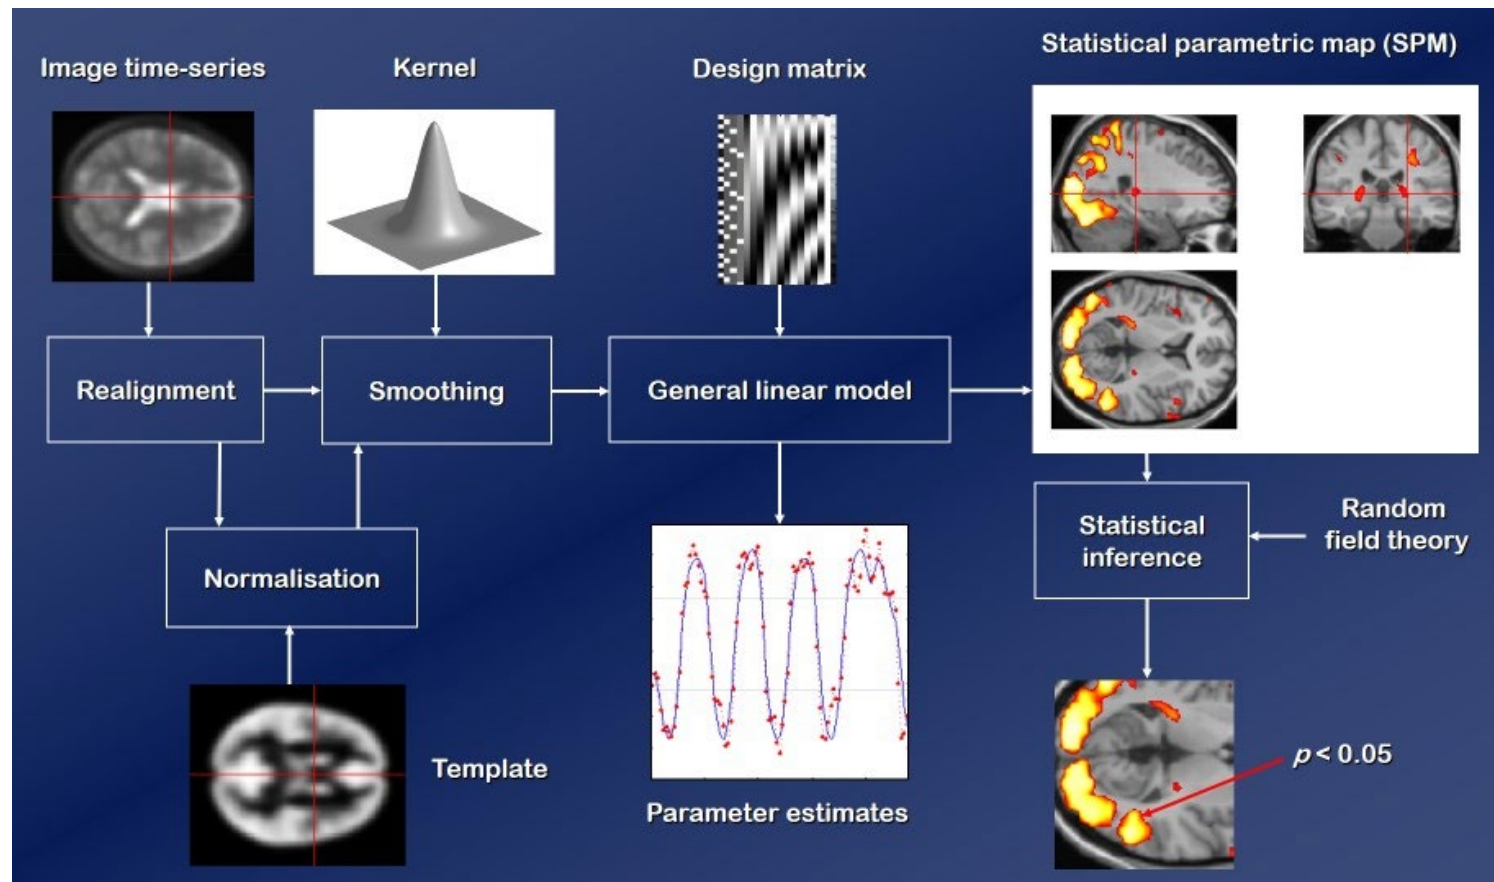 Image time-series
Kernel
Design matrix
Statistical parametric map (SPM)
Realignment
Smoothing
General linear model
Statistical
inference
Random
field theory
Normalisation
Template
Parameter estimates
p < 0.05